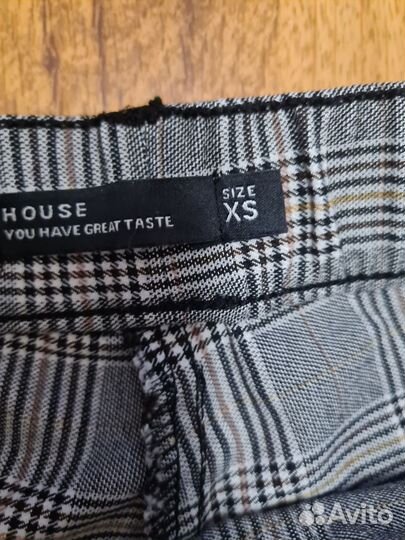 HOUSE
YOU HAVE GREAT TASTE
SIZE
XS
Avito